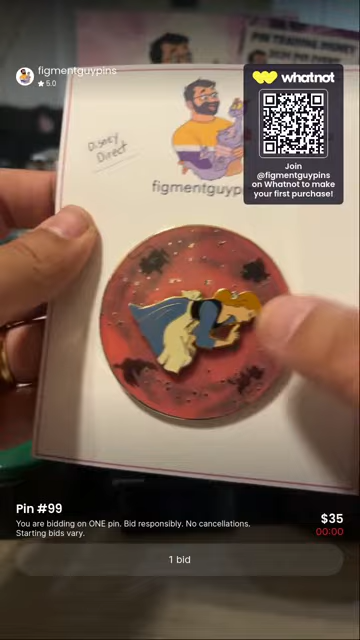 figmentguypins
★ 5.0
whatnot
Join
@figmentguypins
on Whatnot to make
your first purchase!
Disney
Direct
figmentguyp
Pin #99
You are bidding on ONE pin. Bid responsibly. No cancellations.
Starting bids vary.
$35
00:00
1 bid